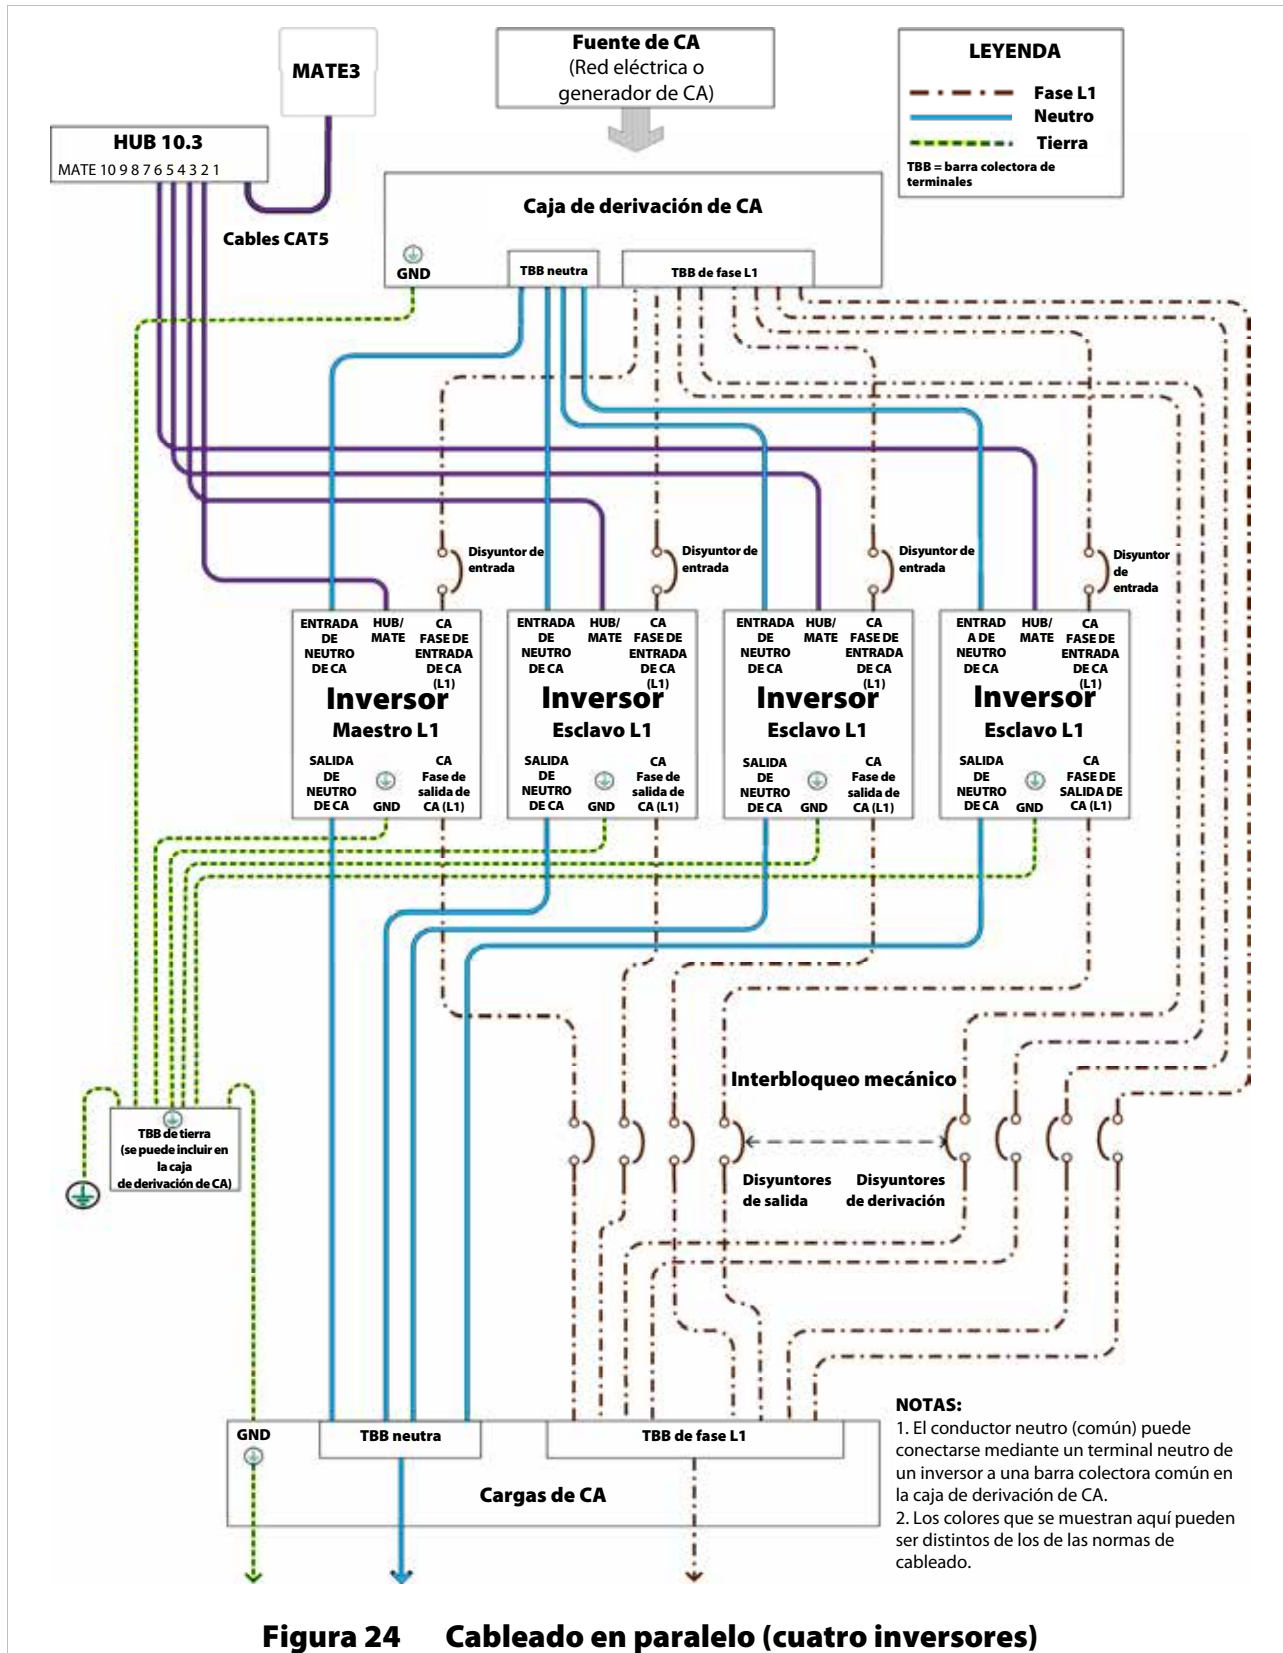 MATE3
Fuente de CA
(Red eléctrica o
generador de CA)
LEYENDA
Fase L1
Neutro
Tierra
TBB = barra colectora de
terminales
HUB 10.3
MATE 10 9 8 7 6 5 4 3 2 1
Cables CAT5
Caja de derivación de CA
GND
TBB neutra
TBB de fase L1
Disyuntor de
entrada
Disyuntor de
entrada
Disyuntor de
entrada
Disyuntor
de
entrada
ENTRADA
DE
NEUTRO
DE CA
HUB/
MATE
CA
FASE DE
ENTRADA
DE CA
(L1)
Inversor
Maestro L1
SALIDA
DE
NEUTRO
DE CA
GND
CA
Fase de
salida de
CA (L1)
ENTRADA
DE
NEUTRO
DE CA
HUB/
MATE
CA
FASE DE
ENTRADA
DE CA
(L1)
Inversor
Esclavo L1
SALIDA
DE
NEUTRO
DE CA
GND
CA
Fase de
salida de
CA (L1)
ENTRADA
DE
NEUTRO
DE CA
HUB/
MATE
CA
FASE DE
ENTRADA
DE CA
(L1)
Inversor
Esclavo L1
SALIDA
DE
NEUTRO
DE CA
GND
CA
Fase de
salida de
CA (L1)
ENTRAD
A DE
NEUTRO
DE CA
HUB/
MATE
CA
FASE DE
ENTRADA
DE CA
(L1)
Inversor
Esclavo L1
SALIDA
DE
NEUTRO
DE CA
GND
CA
FASE DE
SALIDA DE
CA (L1)
Interbloqueo mecánico
Disyuntores
de salida
Disyuntores
de derivación
TBB de tierra
(se puede incluir en
la caja
de derivación de CA)
GND
TBB neutra
TBB de fase L1
Cargas de CA
NOTAS:
1. El conductor neutro (común) puede
conectarse mediante un terminal neutro de
un inversor a una barra colectora común en
la caja de derivación de CA.
2. Los colores que se muestran aquí pueden
ser distintos de los de las normas de
cableado.
Figura 24 Cableado en paralelo (cuatro inversores)